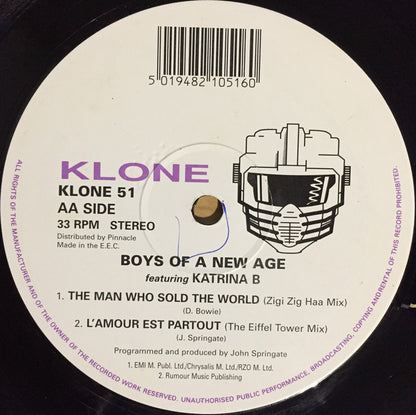 5 019482 105160
KLONE
KLONE 51
AA SIDE
33 RPM STEREO
Distributed by Pinnacle
Made in the E.E.C.
BOYS OF A NEW AGE
featuring KATRINA B
1. THE MAN WHO SOLD THE WORLD (Zigi Zig Haa Mix)
(D. Bowie)
2. L'AMOUR EST PARTOUT (The Eiffel Tower Mix)
(J. Springate)
Programmed and produced by John Springate
1. EMI M. Publ. Ltd./Chrysalis M. Ltd./RZO M. Ltd.
2. Rumour Music Publishing
ALL RIGHTS OF THE MANUFACTURER AND OF THE OWNER OF THE RECORDED WORK RESERVED. UNAUTHORISED PUBLIC PERFORMANCE, BROADCASTING, COPYING AND RENTAL OF THIS RECORD PROHIBITED.